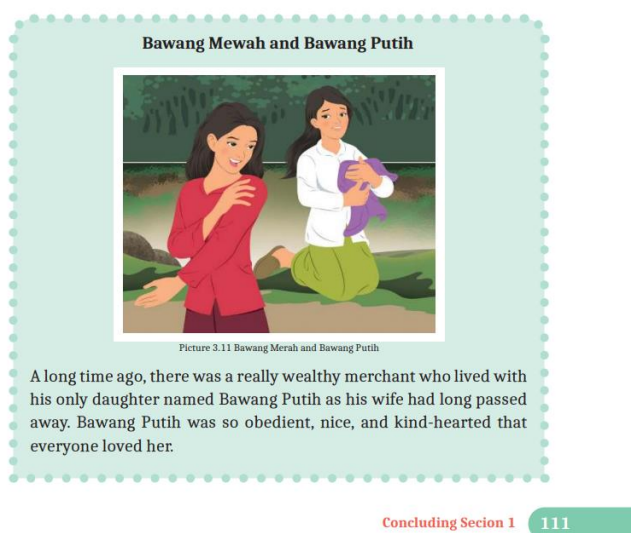 Bawang Mewah and Bawang Putih
Picture 3.11 Bawang Merah and Bawang Putih
A long time ago, there was a really wealthy merchant who lived with
his only daughter named Bawang Putih as his wife had long passed
away. Bawang Putih was so obedient, nice, and kind-hearted that
everyone loved her.
Concluding Secion 1 111